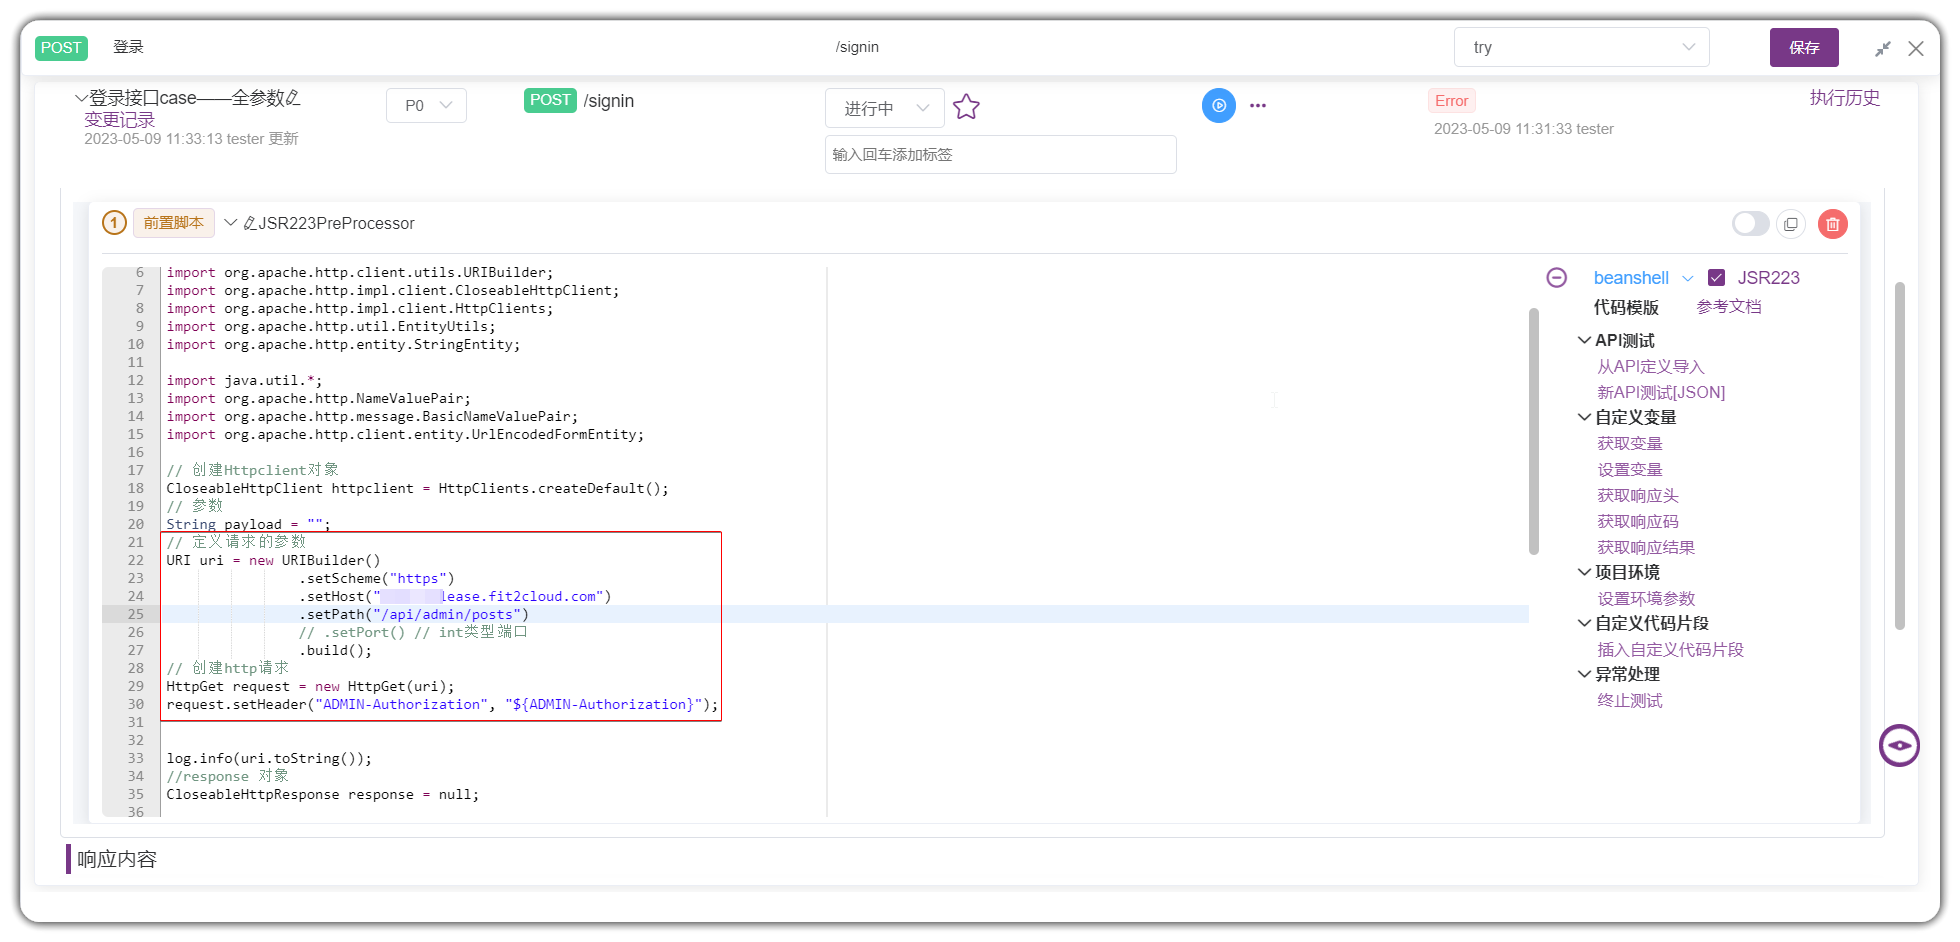 POST 登录 /signin try 保存
登录接口case——全参数 P0 POST /signin 进行中 Error 执行历史
变更记录
2023-05-09 11:33:13 tester 更新 2023-05-09 11:31:33 tester
输入回车添加标签
1 前置脚本 JSR223PreProcessor
6 import org.apache.http.client.utils.URIBuilder;
7 import org.apache.http.impl.client.CloseableHttpClient;
8 import org.apache.http.impl.client.HttpClients;
9 import org.apache.http.util.EntityUtils;
10 import org.apache.http.entity.StringEntity;
11
12 import java.util.*;
13 import org.apache.http.NameValuePair;
14 import org.apache.http.message.BasicNameValuePair;
15 import org.apache.http.client.entity.UrlEncodedFormEntity;
16
17 // 创建Httpclient对象
18 CloseableHttpClient httpclient = HttpClients.createDefault();
19 // 参数
20 String payload = "";
21 // 定义请求的参数
22 URI uri = new URIBuilder()
23 .setScheme("https")
24 .setHost("lease.fit2cloud.com")
25 .setPath("/api/admin/posts")
26 // .setPort() // int类型端口
27 .build();
28 // 创建http请求
29 HttpGet request = new HttpGet(uri);
30 request.setHeader("ADMIN-Authorization", "${ADMIN-Authorization}");
31
32
33 log.info(uri.toString());
34 //response 对象
35 CloseableHttpResponse response = null;
36
beanshell JSR223
代码模版 参考文档
API测试
从API定义导入
新API测试[JSON]
自定义变量
获取变量
设置变量
获取响应头
获取响应码
获取响应结果
项目环境
设置环境参数
自定义代码片段
插入自定义代码片段
异常处理
终止测试
响应内容